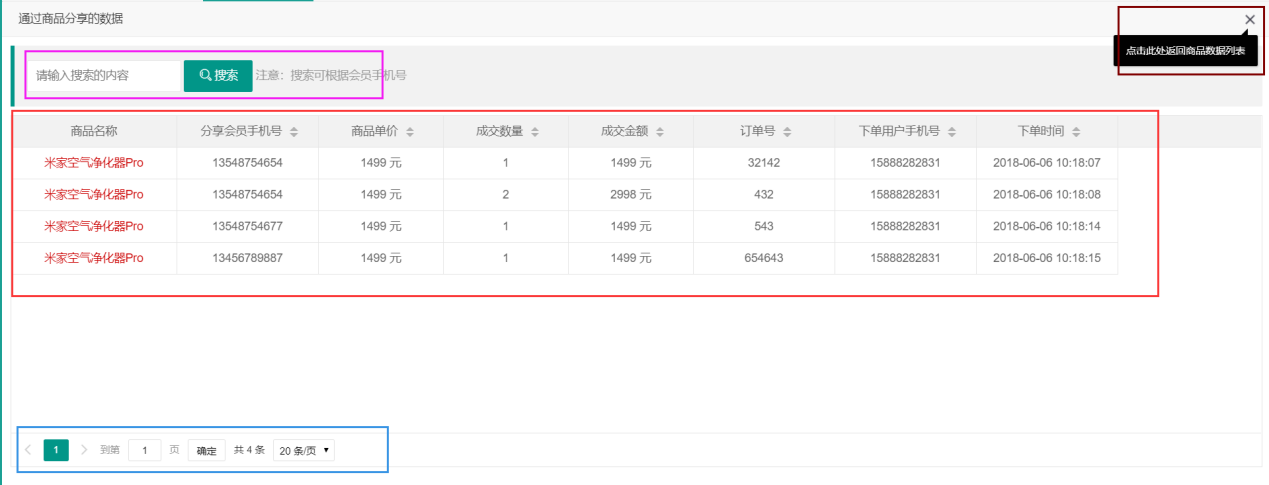 通过商品分享的数据
点击此处返回商品数据列表
请输入搜索的内容 搜索 注意：搜索可根据会员手机号
商品名称 分享会员手机号 商品单价 成交数量 成交金额 订单号 下单用户手机号 下单时间
米家空气净化器Pro 13548754654 1499 元 1 1499 元 32142 15888282831 2018-06-06 10:18:07
米家空气净化器Pro 13548754654 1499 元 2 2998 元 432 15888282831 2018-06-06 10:18:08
米家空气净化器Pro 13548754677 1499 元 1 1499 元 543 15888282831 2018-06-06 10:18:14
米家空气净化器Pro 13456789887 1499 元 1 1499 元 654643 15888282831 2018-06-06 10:18:15
1 到第 1 页 确定 共 4 条 20 条/页